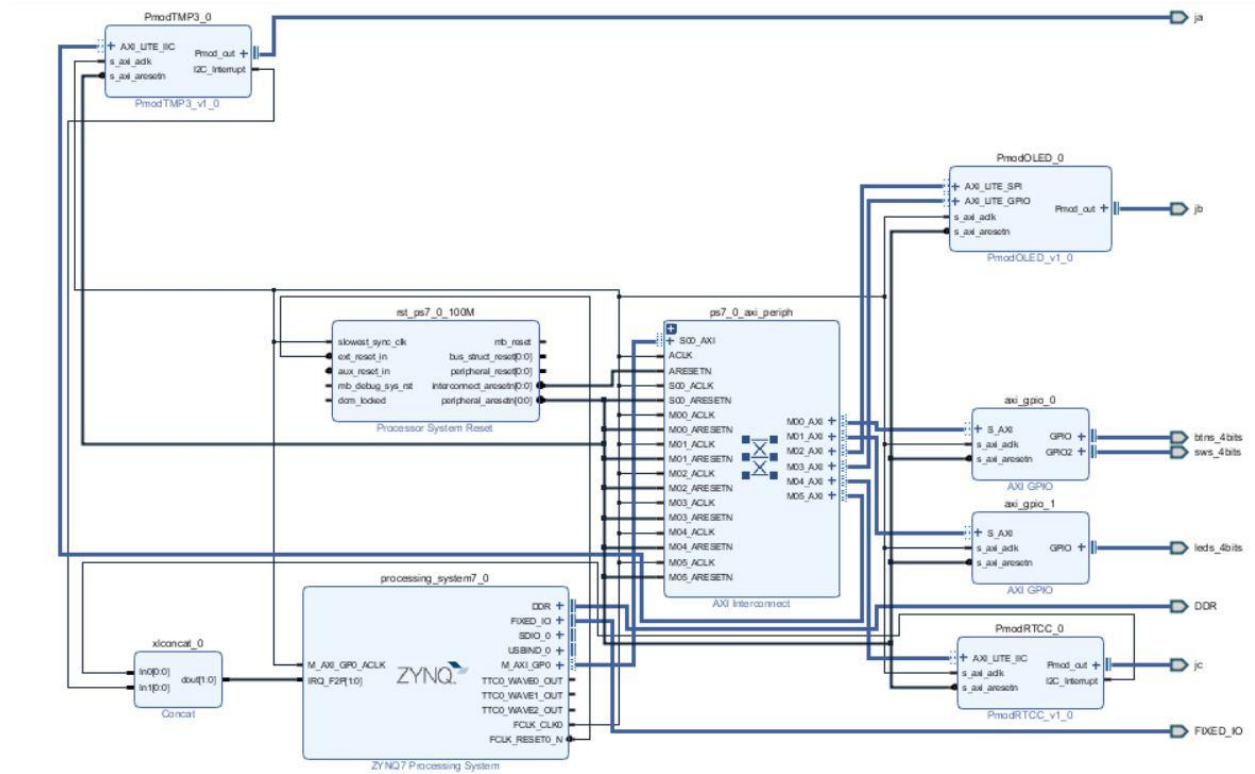 PmodTMP3_0
AXI_LITE_IIC
s_axi_aclk
s_axi_aresetn
Pmod_out
I2C_Interrupt
PmodTMP3_v1_0
ja
PmodOLED_0
AXI_LITE_SPI
AXI_LITE_GPIO
s_axi_aclk
s_axi_aresetn
Pmod_out
PmodOLED_v1_0
jb
rst_ps7_0_100M
slowest_sync_clk
ext_reset_in
aux_reset_in
mb_debug_sys_rst
dcm_locked
mb_reset
bus_struct_reset[0:0]
peripheral_reset[0:0]
interconnect_aresetn[0:0]
peripheral_aresetn[0:0]
Processor System Reset
ps7_0_axi_periph
S00_AXI
ACLK
ARESETN
S00_ACLK
S00_ARESETN
M00_ACLK
M00_ARESETN
M01_ACLK
M01_ARESETN
M02_ACLK
M02_ARESETN
M03_ACLK
M03_ARESETN
M04_ACLK
M04_ARESETN
M05_ACLK
M05_ARESETN
M00_AXI
M01_AXI
M02_AXI
M03_AXI
M04_AXI
M05_AXI
AXI Interconnect
axi_gpio_0
S_AXI
s_axi_aclk
s_axi_aresetn
GPIO
GPIO2
AXI GPIO
btns_4bits
sws_4bits
axi_gpio_1
S_AXI
s_axi_aclk
s_axi_aresetn
GPIO
AXI GPIO
leds_4bits
processing_system7_0
M_AXI_GP0_ACLK
IRQ_F2P[1:0]
ZYNQ
DDR
FIXED_IO
SDIO_0
USBIND_0
M_AXI_GP0
TTC0_WAVE0_OUT
TTC0_WAVE1_OUT
TTC0_WAVE2_OUT
FCLK_CLK0
FCLK_RESET0_N
ZYNQ7 Processing System
xlconcat_0
In0[0:0]
In1[0:0]
dout[1:0]
Concat
DDR
PmodRTCC_0
AXI_LITE_IIC
s_axi_aclk
s_axi_aresetn
Pmod_out
I2C_Interrupt
PmodRTCC_v1_0
jc
FIXED_IO